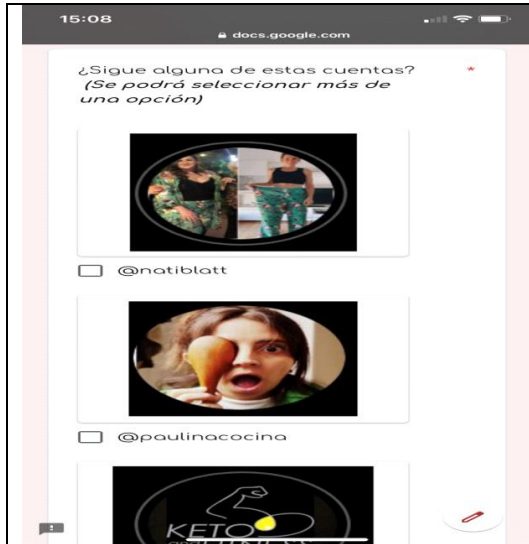 15:08
docs.google.com
¿Sigue alguna de estas cuentas? *
(Se podrá seleccionar más de
una opción)
@natiblatt
@paulinacocina
KETO